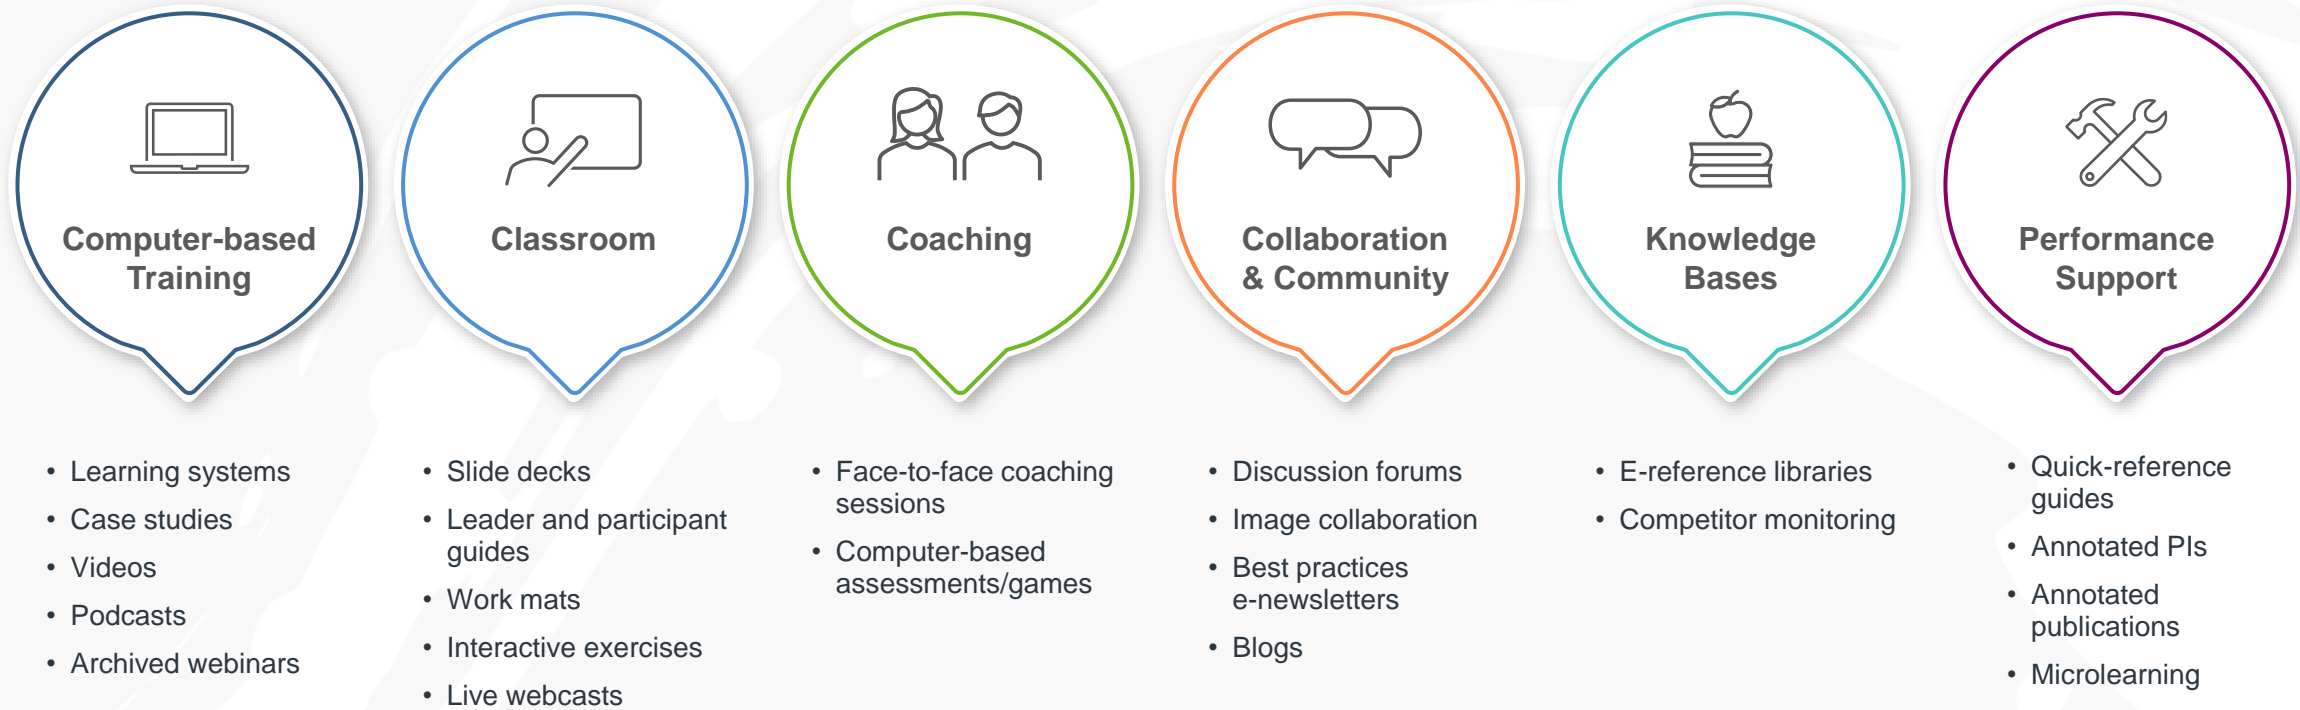 Computer-based
Training
Classroom
Coaching
Collaboration
& Community
Knowledge
Bases
Performance
Support
• Learning systems
• Case studies
• Videos
• Podcasts
• Archived webinars
• Slide decks
• Leader and participant
guides
• Work mats
• Interactive exercises
• Live webcasts
• Face-to-face coaching
sessions
• Computer-based
assessments/games
• Discussion forums
• Image collaboration
• Best practices
e-newsletters
• Blogs
• E-reference libraries
• Competitor monitoring
• Quick-reference
guides
• Annotated PIs
• Annotated
publications
• Microlearning